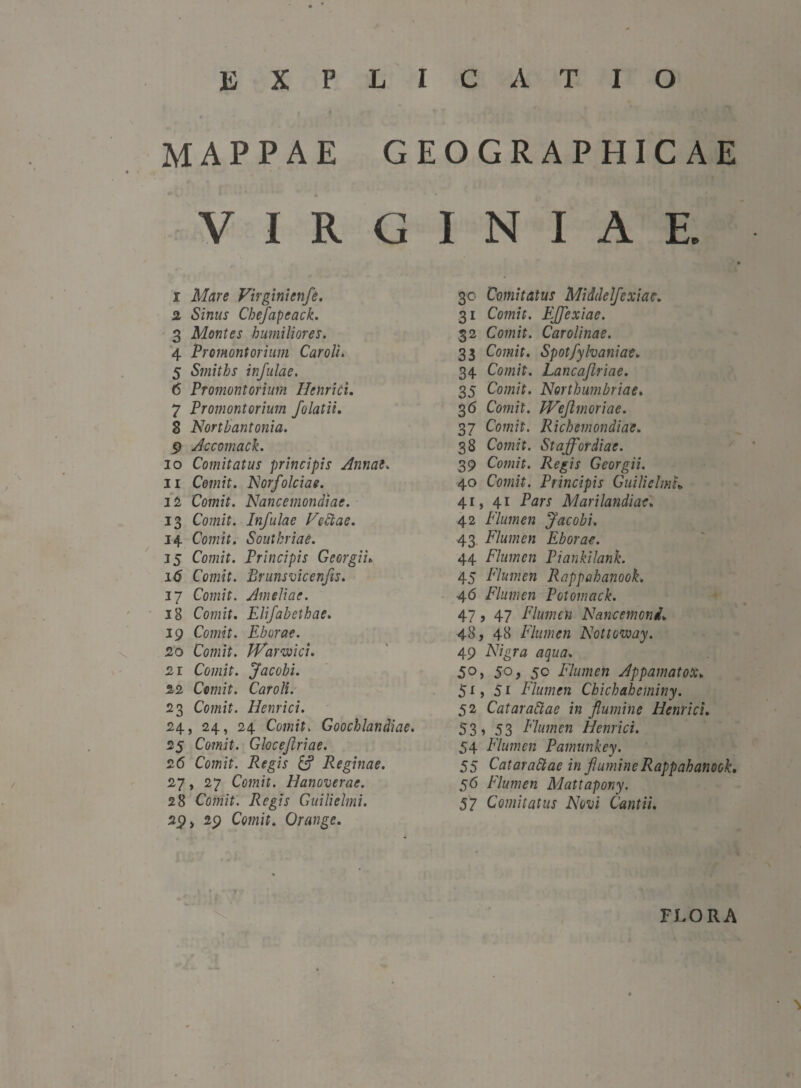 EXPLICATIO
MAPPAE GEOGRAPHICAE
VIRGINIAE.
1 Mare Virginienſe.
2 Sinus Cheſapeack.
3 Montes humiliores.
4 Promontorium Caroli.
5 Smiths inſulae.
6 Promontorium Henrici.
7 Promontorium ſolatii.
8 Northantonia.
9 Accomack.
10 Comitatus principis Annae.
11 Comit. Norfolciae.
12 Comit. Nancemondiae.
13 Comit. Inſulae Vectae.
14 Comit. Southriae.
15 Comit. Principis Georgii.
16 Comit. Brunsvicenſis.
17 Comit. Ameliae.
18 Comit. Eliſabethae.
19 Comit. Eborae.
20 Comit. Warwici.
21 Comit. Jacobi.
22 Comit. Caroli.
23 Comit. Henrici.
24, 24, 24 Comit. Goochlandiae.
25 Comit. Gloceſtriae.
26 Comit. Regis & Reginae.
27, 27 Comit. Hanoverae.
28 Comit. Regis Guilielmi.
29, 29 Comit. Orange.
30 Comitatus Middelſexiae.
31 Comit. Eſſexiae.
32 Comit. Carolinae.
33 Comit. Spotſylvaniae.
34 Comit. Lancaſtriae.
35 Comit. Northumbriae.
36 Comit. Weſtmoriae.
37 Comit. Richemondiae.
38 Comit. Staffordiae.
39 Comit. Regis Georgii.
40 Comit. Principis Guilielmi.
41, 41 Pars Marilandiae.
42 Flumen Jacobi.
43 Flumen Eborae.
44 Flumen Piankilank.
45 Flumen Rappahanook.
46 Flumen Potomack.
47, 47 Flumen Nancemond.
48, 48 Flumen Nottoway.
49 Nigra aqua.
50, 50, 50 Flumen Appamatox.
51, 51 Flumen Chichaheminy.
52 Cataractae in flumine Henrici.
53, 53 Flumen Henrici.
54 Flumen Pamunkey.
55 Cataractae in flumine Rappahanook.
56 Flumen Mattapony.
57 Comitatus Novi Cantii.
FLORA